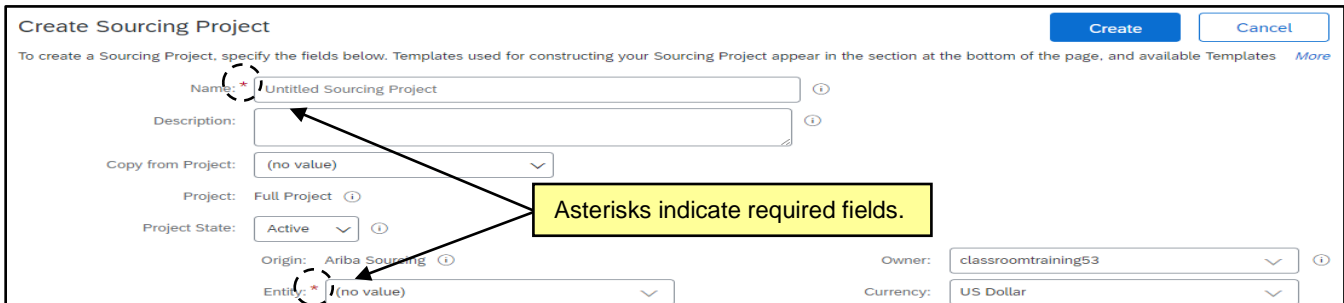 Create Sourcing Project
Create
Cancel
To create a Sourcing Project, specify the fields below. Templates used for constructing your Sourcing Project appear in the section at the bottom of the page, and available Templates More
Name: * Untitled Sourcing Project
Description:
Copy from Project: (no value)
Project: Full Project
Asterisks indicate required fields.
Project State: Active
Origin: Ariba Sourcing
Owner: classroomtraining53
Entity: * (no value)
Currency: US Dollar